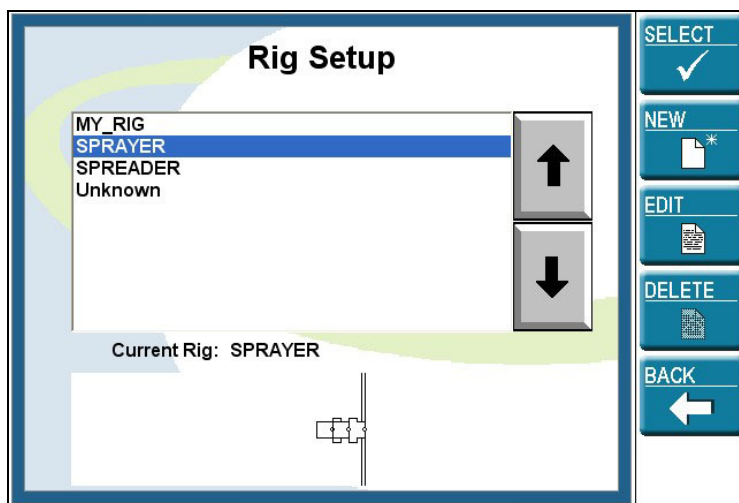 Rig Setup
MY_RIG
SPRAYER
SPREADER
Unknown
Current Rig: SPRAYER
SELECT
NEW
EDIT
DELETE
BACK